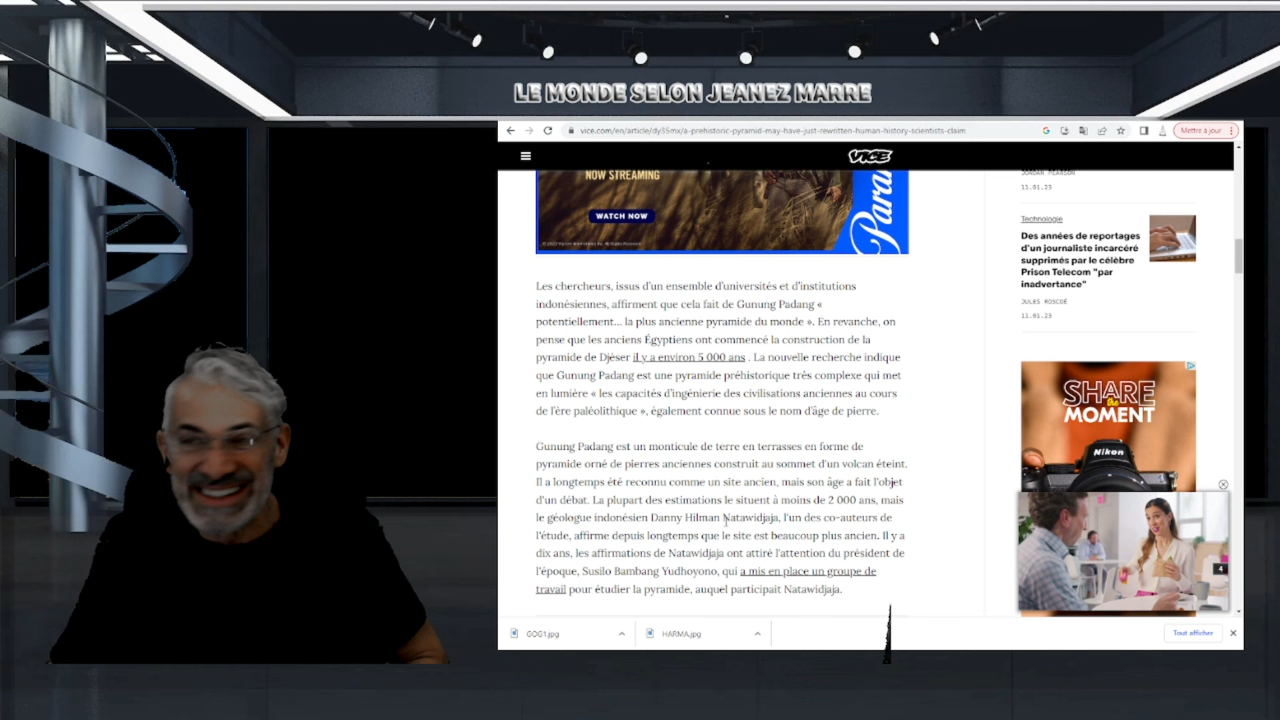 LE MONDE SELON JEANEZ MARRE
vice.com/en/article/dy35mx/a-prehistoric-pyramid-may-have-just-rewritten-human-history-scientists-claim
Mettre à jour
VICE
NOW STREAMING
WATCH NOW
Para
Les chercheurs, issus d'un ensemble d'universités et d'institutions
indonésiennes, affirment que cela fait de Gunung Padang «
potentiellement... la plus ancienne pyramide du monde ». En revanche, on
pense que les anciens Égyptiens ont commencé la construction de la
pyramide de Djéser il y a environ 5 000 ans . La nouvelle recherche indique
que Gunung Padang est une pyramide préhistorique très complexe qui met
en lumière « les capacités d'ingénierie des civilisations anciennes au cours
de l'ère paléolithique », également connue sous le nom d'âge de pierre.
Gunung Padang est un monticule de terre en terrasses en forme de
pyramide orné de pierres anciennes construit au sommet d'un volcan éteint.
Il a longtemps été reconnu comme un site ancien, mais son âge a fait l'objet
d'un débat. La plupart des estimations le situent à moins de 2 000 ans, mais
le géologue indonésien Danny Hilman Natawidjaja, l'un des co-auteurs de
l'étude, affirme depuis longtemps que le site est beaucoup plus ancien. Il y a
dix ans, les affirmations de Natawidjaja ont attiré l'attention du président de
l'époque, Susilo Bambang Yudhoyono, qui a mis en place un groupe de
travail pour étudier la pyramide, auquel participait Natawidjaja.
JORDAN PEARSON
11.01.23
Technologie
Des années de reportages
d'un journaliste incarcéré
supprimés par le célèbre
Prison Telecom "par
inadvertance"
JULES ROSCOE
11.01.23
SHARE
the
MOMENT
Nikon
4
GOG1.jpg
HARMA.jpg
Tout afficher